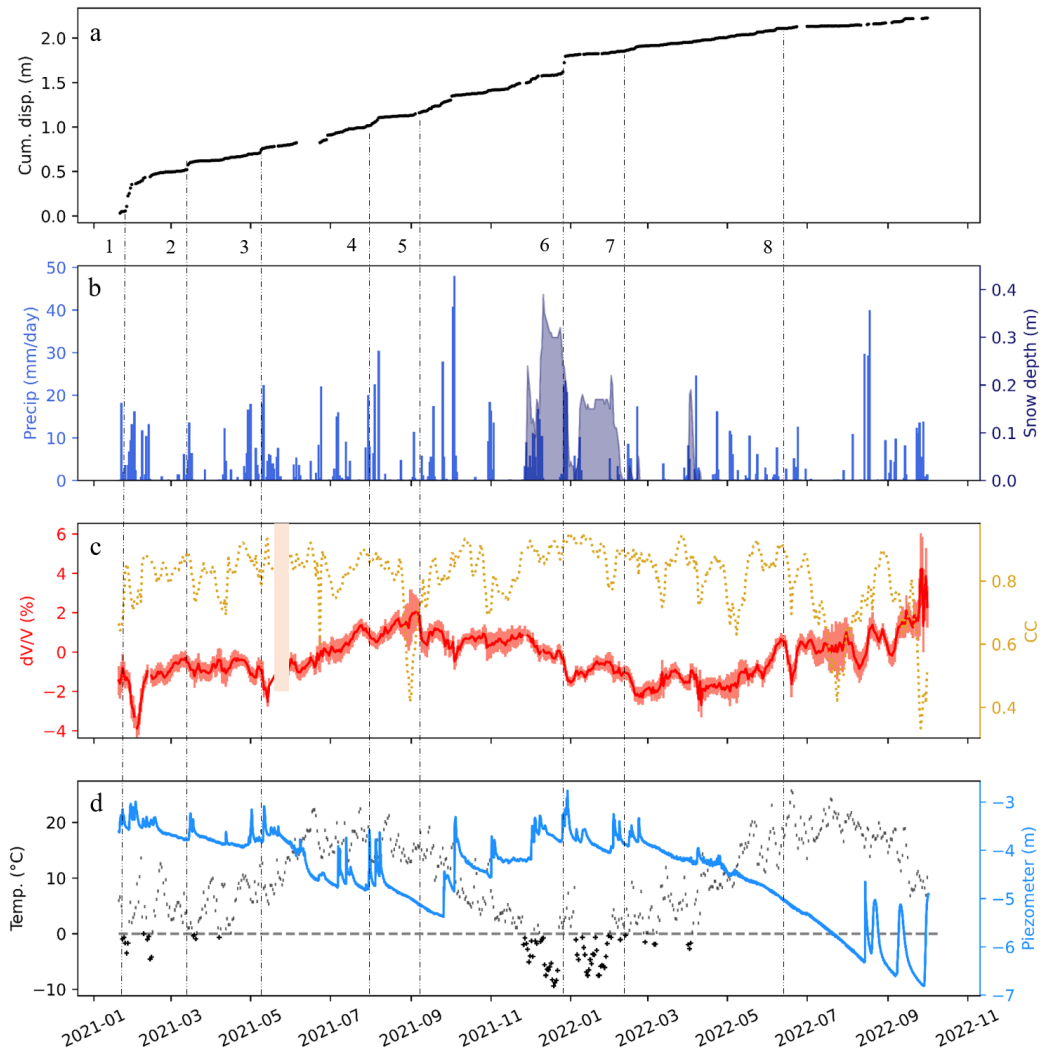 a
Cum. disp. (m)
2.0
1.5
1.0
0.5
0.0
1 2 3 4 5 6 7 8
b
Precip (mm/day)
50
40
30
20
10
0
0.4
0.3
0.2
0.1
0.0
Snow depth (m)
c
dV/V (%)
6
4
2
0
−2
−4
0.8
0.6
0.4
CC
d
Temp. (°C)
20
10
0
−10
−3
−4
−5
−6
−7
Piezometer (m)
2021-01 2021-03 2021-05 2021-07 2021-09 2021-11 2022-01 2022-03 2022-05 2022-07 2022-09 2022-11